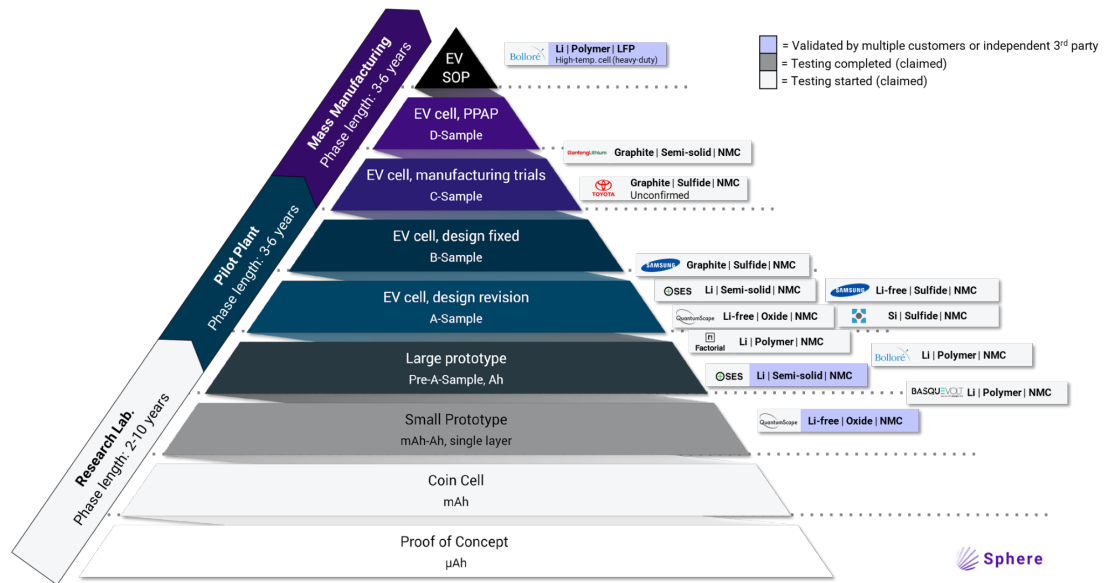 = Validated by multiple customers or independent 3rd party
= Testing completed (claimed)
= Testing started (claimed)
Mass Manufacturing
Phase length: 3-6 years
Pilot Plant
Phase length: 3-6 years
Research Lab.
Phase length: 2-10 years
EV
SOP
Bolloré
Li | Polymer | LFP
High-temp. cell (heavy-duty)
EV cell, PPAP
D-Sample
GanfengLithium
Graphite | Semi-solid | NMC
EV cell, manufacturing trials
C-Sample
TOYOTA
Graphite | Sulfide | NMC
Unconfirmed
EV cell, design fixed
B-Sample
SAMSUNG
Graphite | Sulfide | NMC
EV cell, design revision
A-Sample
SES
Li | Semi-solid | NMC
SAMSUNG
Li-free | Sulfide | NMC
QuantumScape
Li-free | Oxide | NMC
Si | Sulfide | NMC
Factorial
Li | Polymer | NMC
Large prototype
Pre-A-Sample, Ah
Bolloré
Li | Polymer | NMC
SES
Li | Semi-solid | NMC
BASQUEVOLT
Li | Polymer | NMC
Small Prototype
mAh-Ah, single layer
QuantumScape
Li-free | Oxide | NMC
Coin Cell
mAh
Proof of Concept
µAh
Sphere